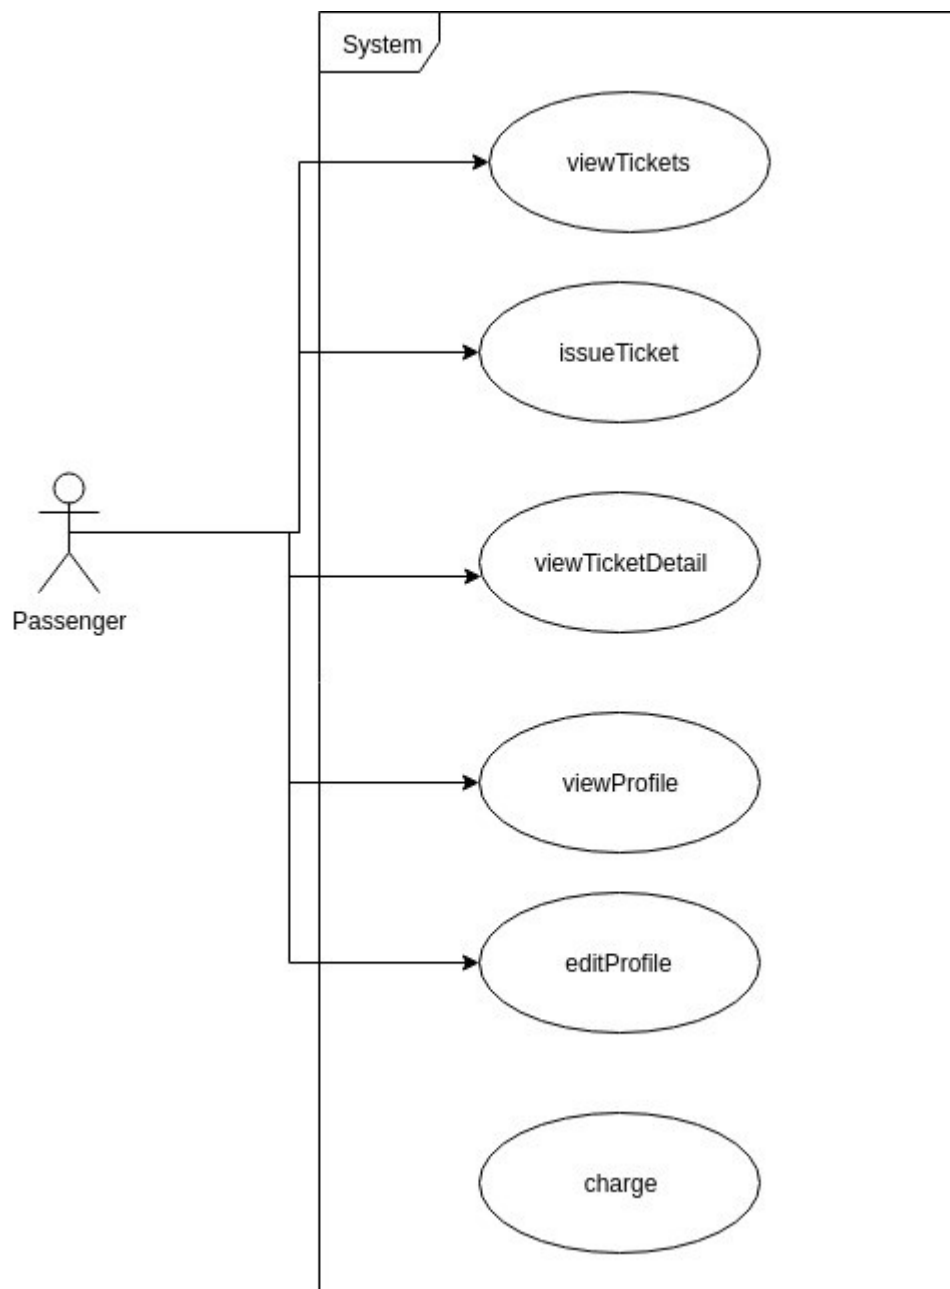 System
viewTickets
issueTicket
viewTicketDetail
Passenger
viewProfile
editProfile
charge